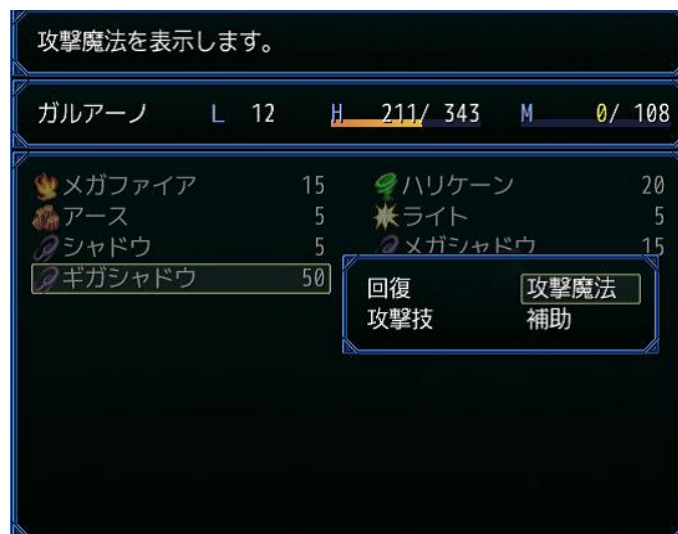 攻撃魔法を表示します。
ガルアーノ L 12 H 211/ 343 M 0/ 108
メガファイア 15 ハリケーン 20
アース 5 ライト 5
シャドウ 5 メガシャドウ 15
ギガシャドウ 50
回復 攻撃魔法
攻撃技 補助